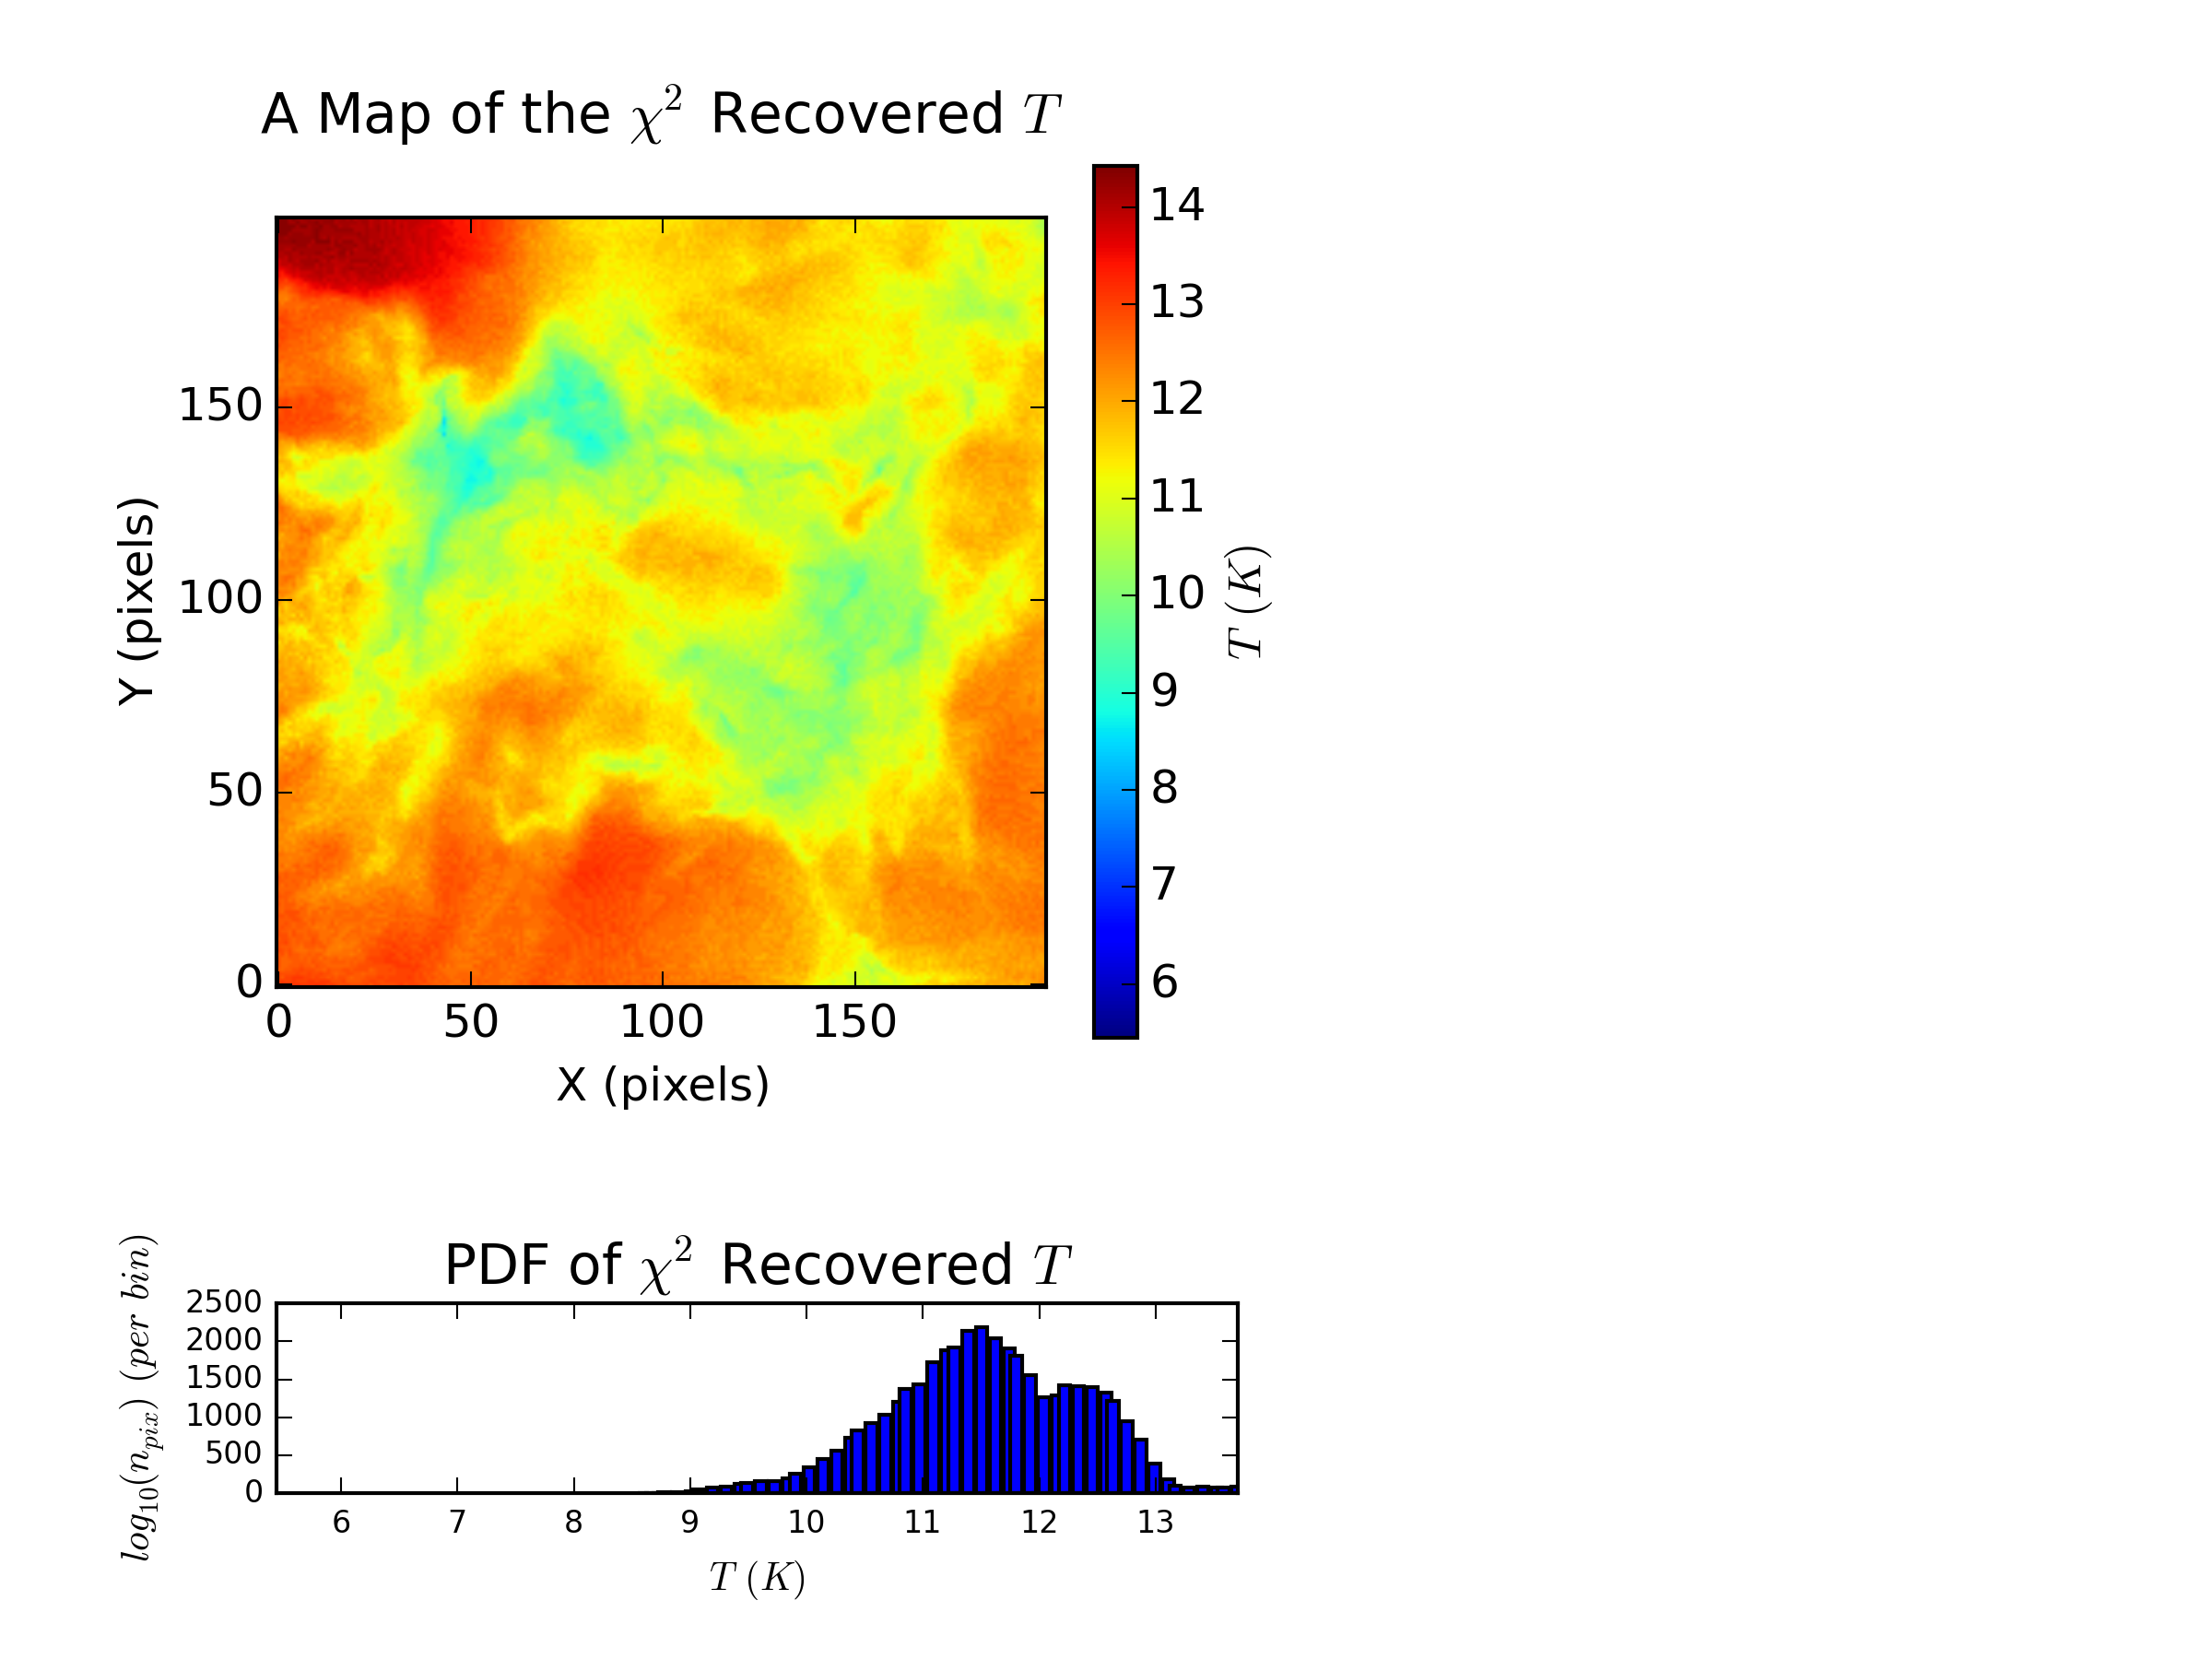 A Map of the χ² Recovered T
14
13
12
11
10
9
8
7
6
T (K)
150
100
50
0
Y (pixels)
0 50 100 150
X (pixels)
PDF of χ² Recovered T
2500
2000
1500
1000
500
0
log₁₀(n_pix) (per bin)
6 7 8 9 10 11 12 13
T (K)